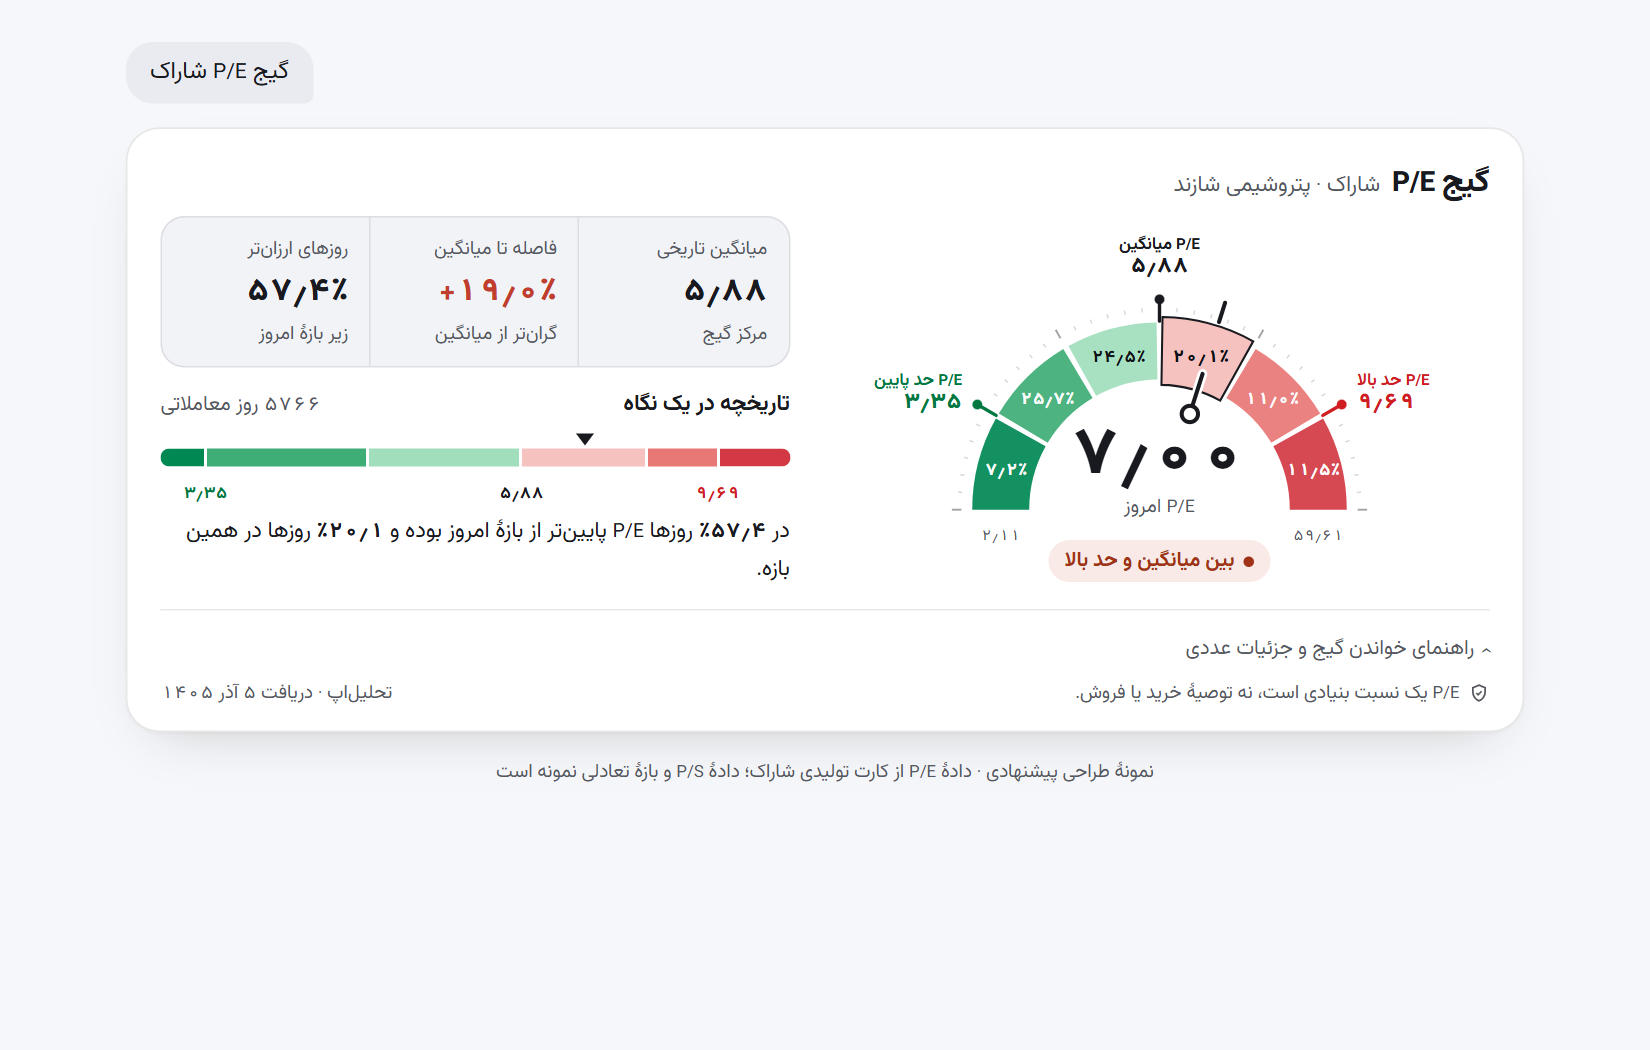 گیج P/E شاراک
گیج P/E شاراک · پتروشیمی شازند
P/E میانگین
۵٫۸۸
P/E حد پایین
۳٫۳۵
P/E حد بالا
۹٫۶۹
۷٫۲٪
۲۵٫۷٪
۲۴٫۵٪
۲۰٫۱٪
۱۱٫۰٪
۱۱٫۵٪
۷٫۰۰
P/E امروز
۲٫۱۱
۵۹٫۶۱
بین میانگین و حد بالا
میانگین تاریخی
۵٫۸۸
مرکز گیج
فاصله تا میانگین
+۱۹٫۰٪
گران‌تر از میانگین
روزهای ارزان‌تر
۵۷٫۴٪
زیر بازهٔ امروز
تاریخچه در یک نگاه
۵۷۶۶ روز معاملاتی
۳٫۳۵
۵٫۸۸
۹٫۶۹
در ۵۷٫۴٪ روزها P/E پایین‌تر از بازهٔ امروز بوده و ۲۰٫۱٪ روزها در همین
بازه.
راهنمای خواندن گیج و جزئیات عددی
P/E یک نسبت بنیادی است، نه توصیهٔ خرید یا فروش.
تحلیل‌اپ · دریافت ۵ آذر ۱۴۰۵
نمونهٔ طراحی پیشنهادی · دادهٔ P/E از کارت تولیدی شاراک؛ دادهٔ P/S و بازهٔ تعادلی نمونه است